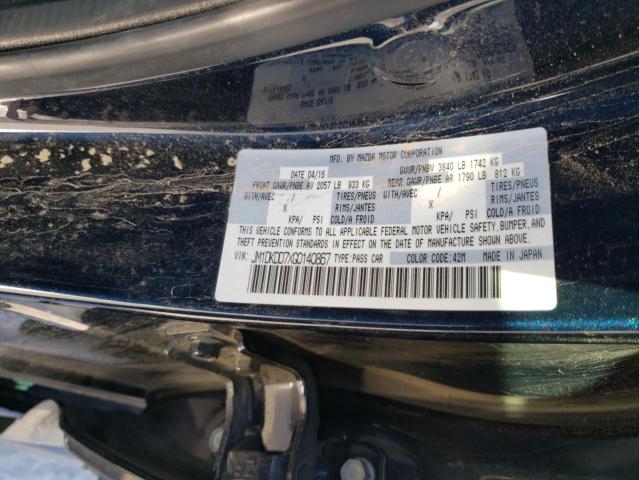 MFD. BY MAZDA MOTOR CORPORATION
DATE 04/16 GVWR/PNBV 3840 LB 1742 KG
FRONT GAWR/PNBE AV 2057 LB 933 KG REAR GAWR/PNBE AR 1790 LB 812 KG
WITH/AVEC / TIRES/PNEUS WITH/AVEC / TIRES/PNEUS
X RIMS/JANTES X RIMS/JANTES
KPA/ PSI COLD/A FROID KPA/ PSI COLD/A FROID
THIS VEHICLE CONFORMS TO ALL APPLICABLE FEDERAL MOTOR VEHICLE SAFETY, BUMPER, AND
THEFT PREVENTION STANDARDS IN EFFECT ON THE DATE OF MANUFACTURE SHOWN ABOVE.
VIN: JM1DKDD7XG0140867 TYPE: PASS CAR COLOR CODE: 42M MADE IN JAPAN